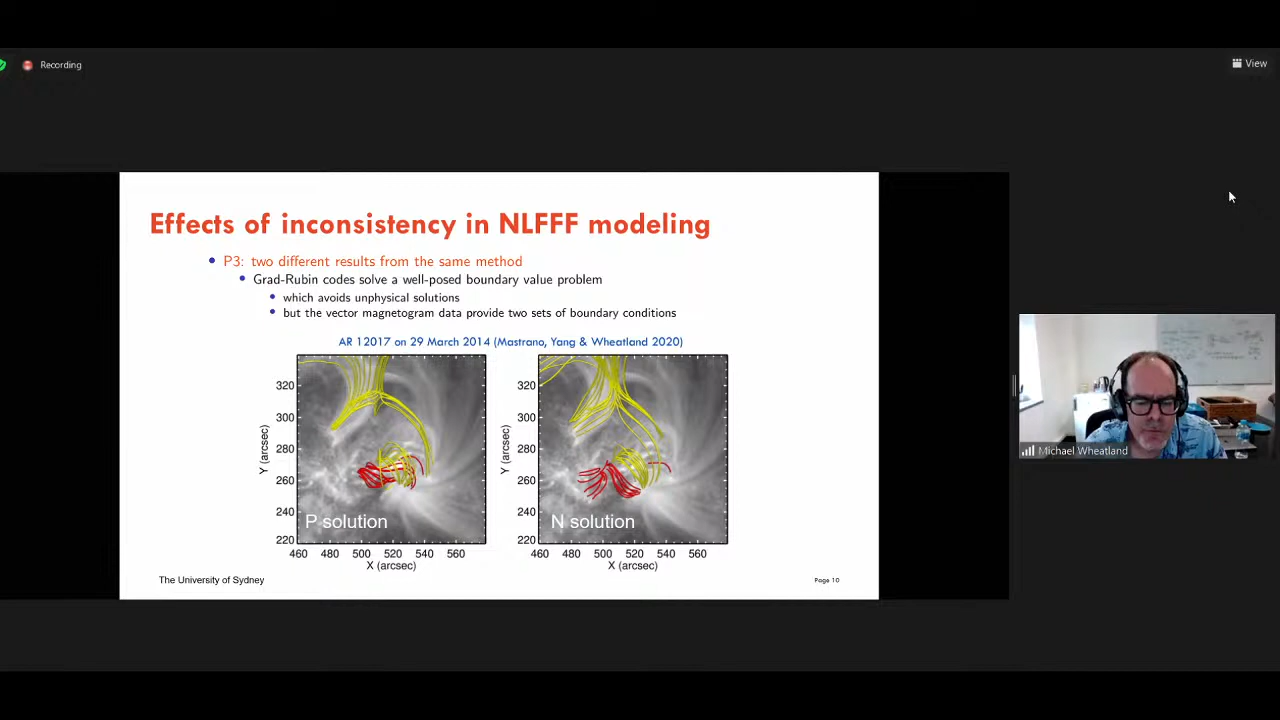 Recording
View
Effects of inconsistency in NLFFF modeling
• P3: two different results from the same method
• Grad-Rubin codes solve a well-posed boundary value problem
• which avoids unphysical solutions
• but the vector magnetogram data provide two sets of boundary conditions
AR 12017 on 29 March 2014 (Mastrano, Yang & Wheatland 2020)
320
300
280
260
240
220
Y (arcsec)
P solution
460 480 500 520 540 560
X (arcsec)
320
300
280
260
240
220
Y (arcsec)
N solution
460 480 500 520 540 560
X (arcsec)
The University of Sydney
Page 10
Michael Wheatland